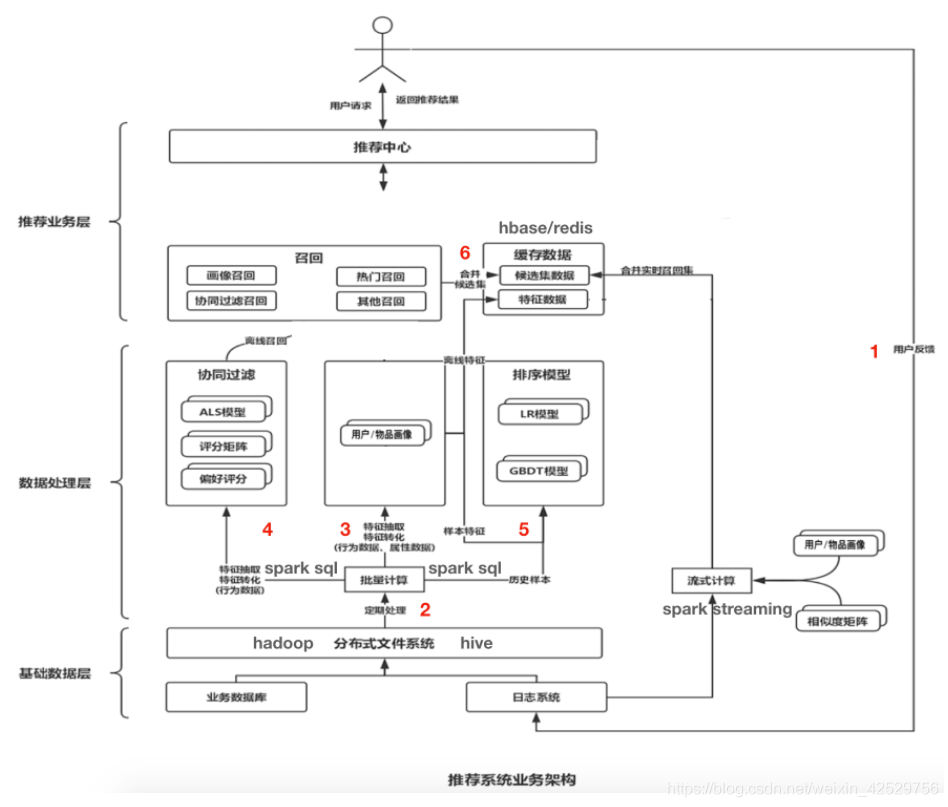 用户请求
返回推荐结果
推荐中心
推荐业务层
hbase/redis
召回
画像召回
热门召回
协同过滤召回
其他召回
6
合并
候选集
缓存数据
候选集数据
特征数据
合并实时召回集
1
用户反馈
离线召回
离线特征
协同过滤
ALS模型
评分矩阵
偏好评分
用户/物品画像
排序模型
LR模型
GBDT模型
数据处理层
4
3
特征抽取
特征转化
(行为数据、属性数据)
样本特征
5
特征抽取
特征转化
(行为数据)
spark sql
批量计算
spark sql
历史样本
用户/物品画像
流式计算
spark streaming
相似度矩阵
定期处理
2
基础数据层
hadoop
分布式文件系统
hive
业务数据库
日志系统
推荐系统业务架构
https://blog.csdn.net/weixin_42529756